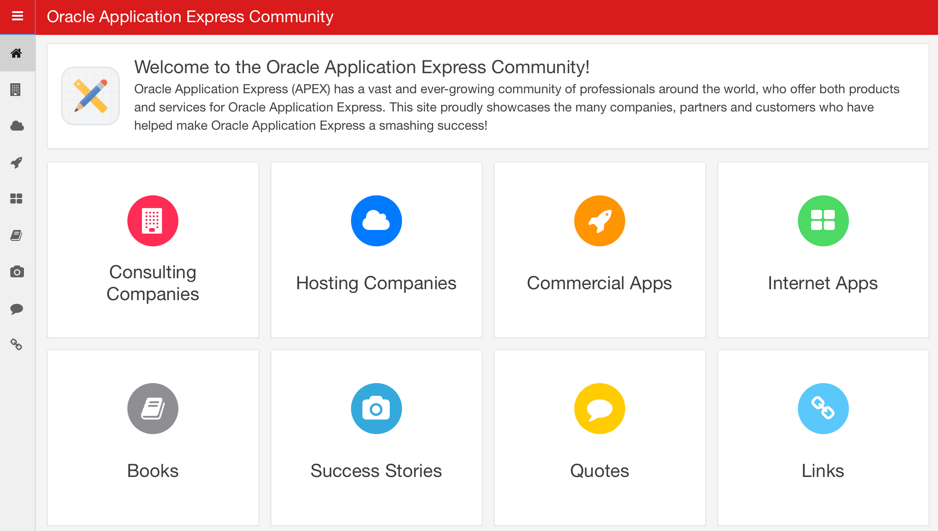 Oracle Application Express Community
Welcome to the Oracle Application Express Community!
Oracle Application Express (APEX) has a vast and ever-growing community of professionals around the world, who offer both products
and services for Oracle Application Express. This site proudly showcases the many companies, partners and customers who have
helped make Oracle Application Express a smashing success!
Consulting
Companies
Hosting Companies
Commercial Apps
Internet Apps
Books
Success Stories
Quotes
Links